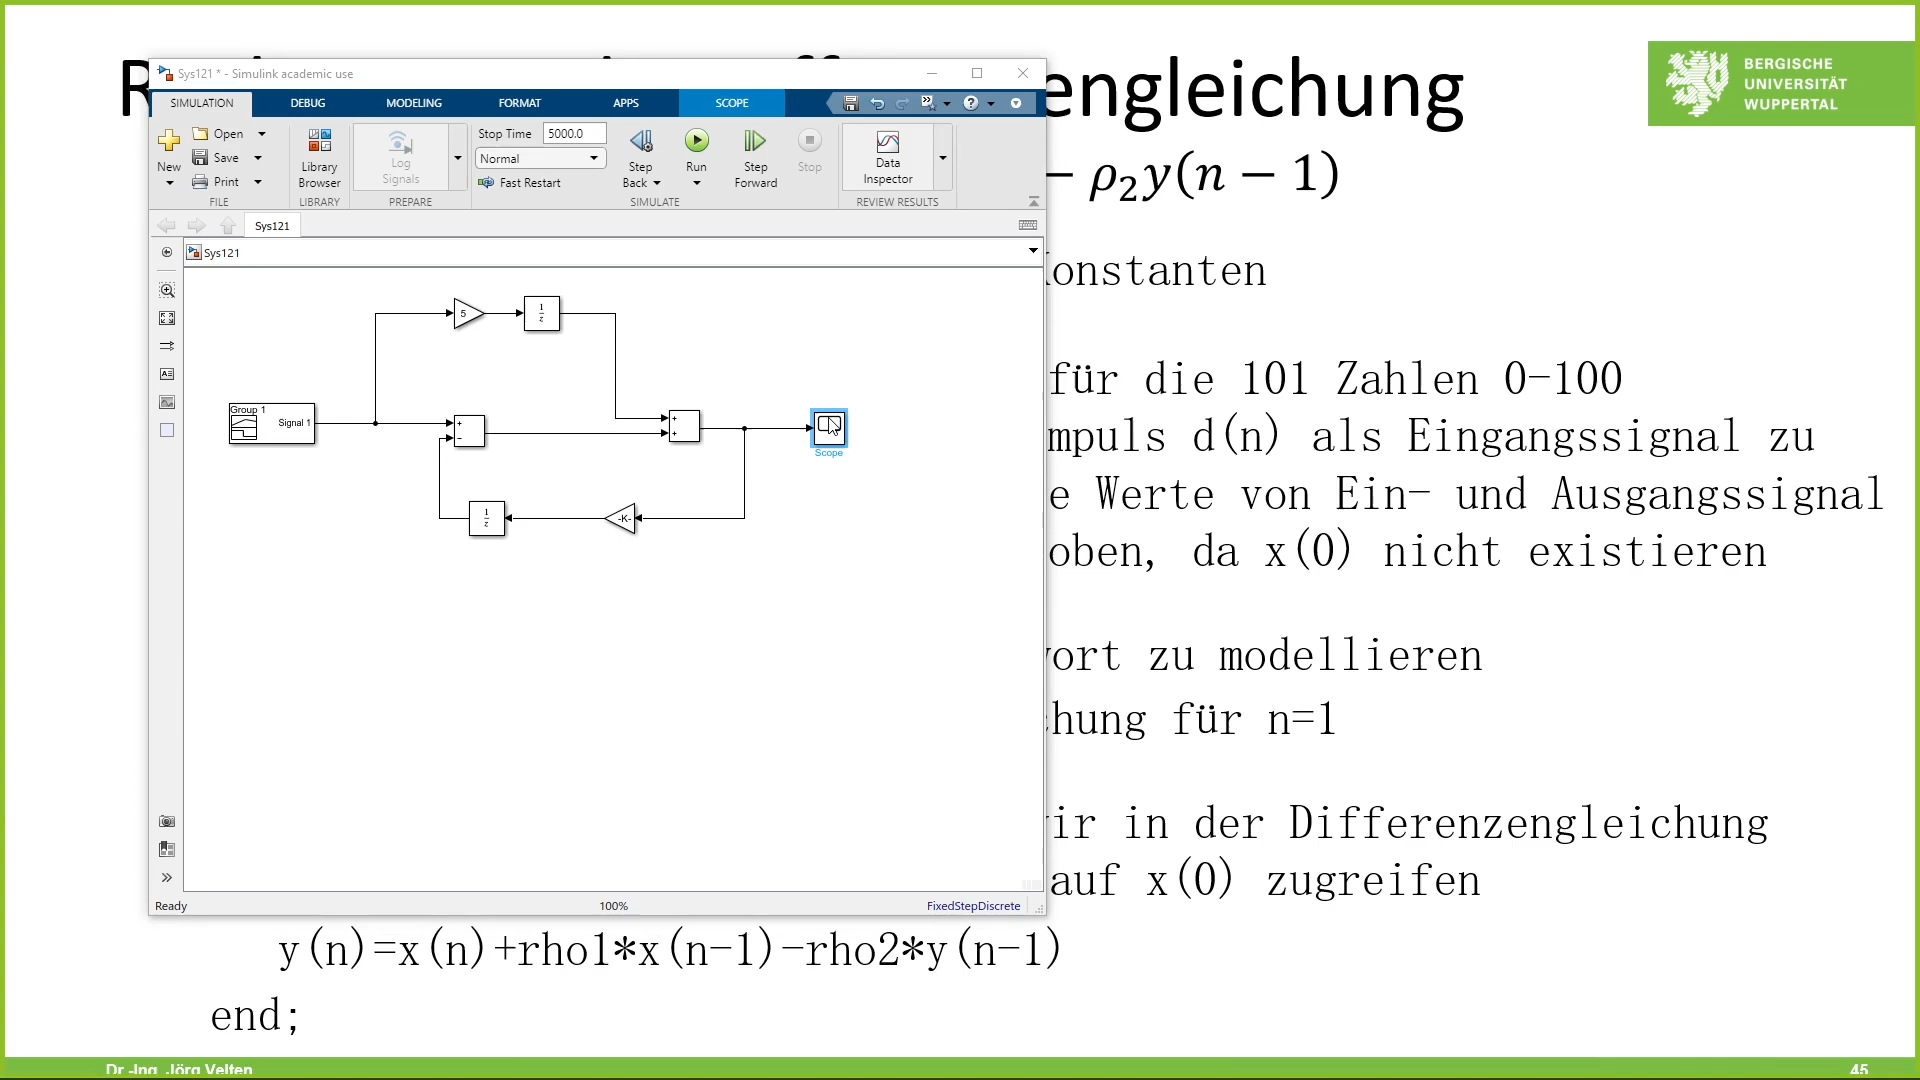 engleichung
BERGISCHE
UNIVERSITÄT
WUPPERTAL
Sys121 * - Simulink academic use
SIMULATION DEBUG MODELING FORMAT APPS SCOPE
New
Open
Save
Print
FILE
Library
Browser
LIBRARY
Log
Signals
PREPARE
Stop Time 5000.0
Normal
Fast Restart
Step
Back
Run
Step
Forward
Stop
SIMULATE
Data
Inspector
REVIEW RESULTS
Sys121
Sys121
5
1
z
Group 1
Signal 1
+
−
+
+
Scope
1
z
-K-
Ready 100% FixedStepDiscrete
− ρ₂y(n − 1)
onstanten
für die 101 Zahlen 0-100
mpuls d(n) als Eingangssignal zu
e Werte von Ein- und Ausgangssignal
oben, da x(0) nicht existieren
ort zu modellieren
hung für n=1
ir in der Differenzengleichung
auf x(0) zugreifen
y(n)=x(n)+rho1*x(n-1)-rho2*y(n-1)
end;
Dr.-Ing. Jörg Velten 45